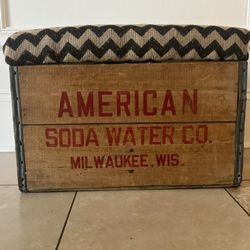 AMERICAN
SODA WATER CO.
MILWAUKEE, WIS.